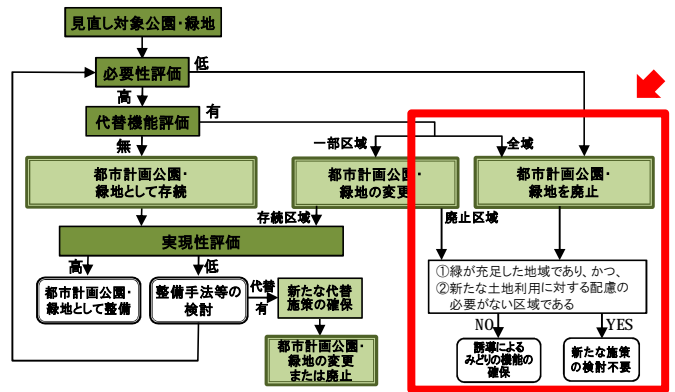 見直し対象公園・緑地
必要性評価
低
高
代替機能評価
有
無
一部区域
全域
都市計画公園・
緑地として存続
都市計画公園・
緑地の変更
都市計画公園・
緑地を廃止
存続区域
廃止区域
実現性評価
高
低
都市計画公園・
緑地として整備
整備手法等の
検討
代替
有
新たな代替
施策の確保
都市計画公園・
緑地の変更
または廃止
①緑が充足した地域であり、かつ、
②新たな土地利用に対する配慮の
必要がない区域である
NO
YES
誘導による
みどりの機能の
確保
新たな施策
の検討不要